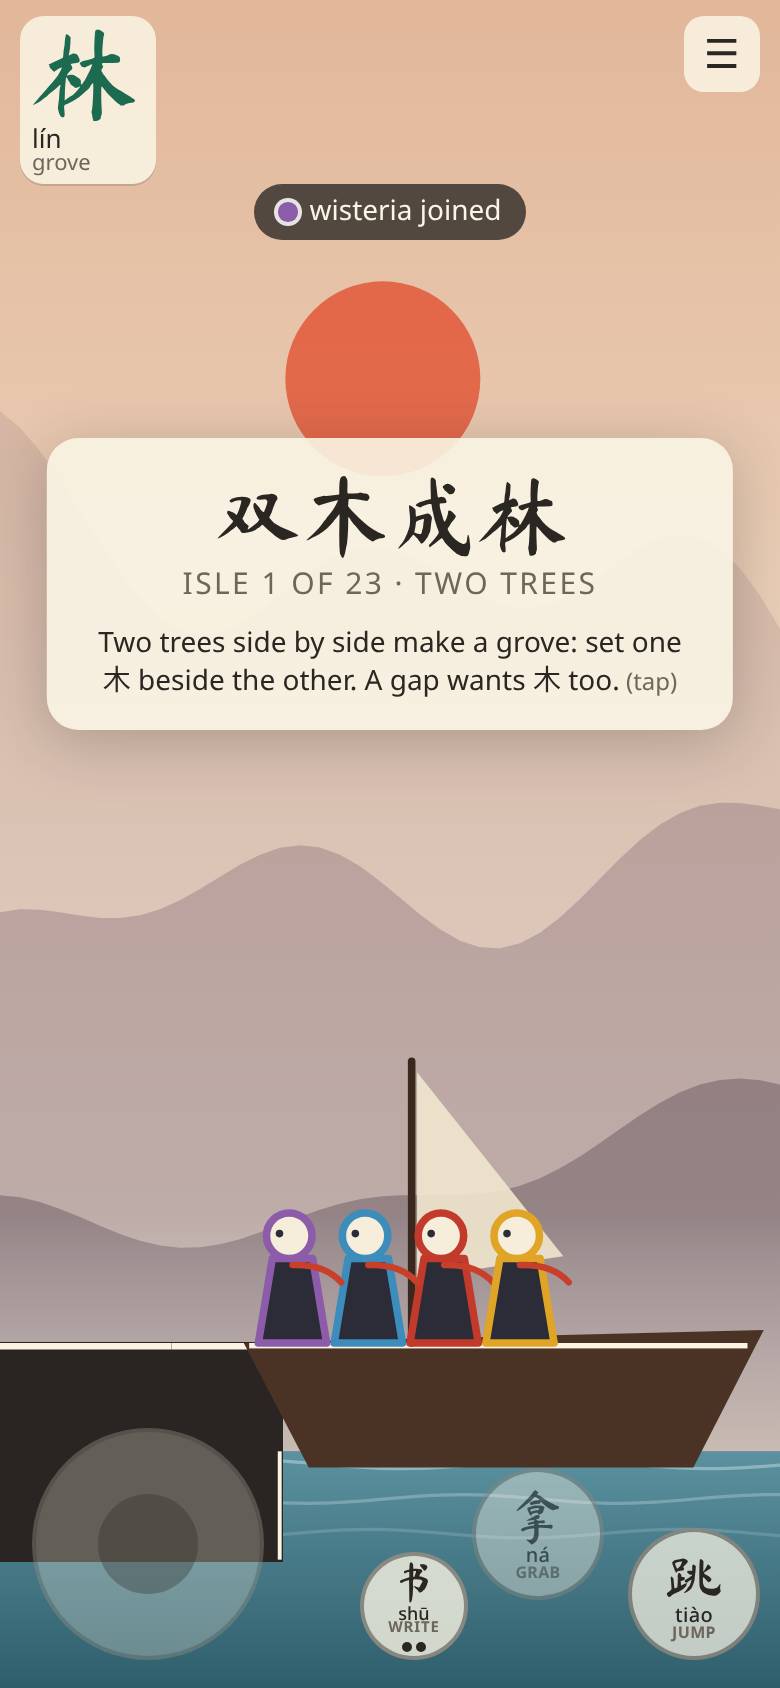 林
lín
grove
☰
wisteria joined
双木成林
ISLE 1 OF 23 · TWO TREES
Two trees side by side make a grove: set one
木 beside the other. A gap wants 木 too. (tap)
拿
ná
GRAB
书
shū
WRITE
跳
tiào
JUMP